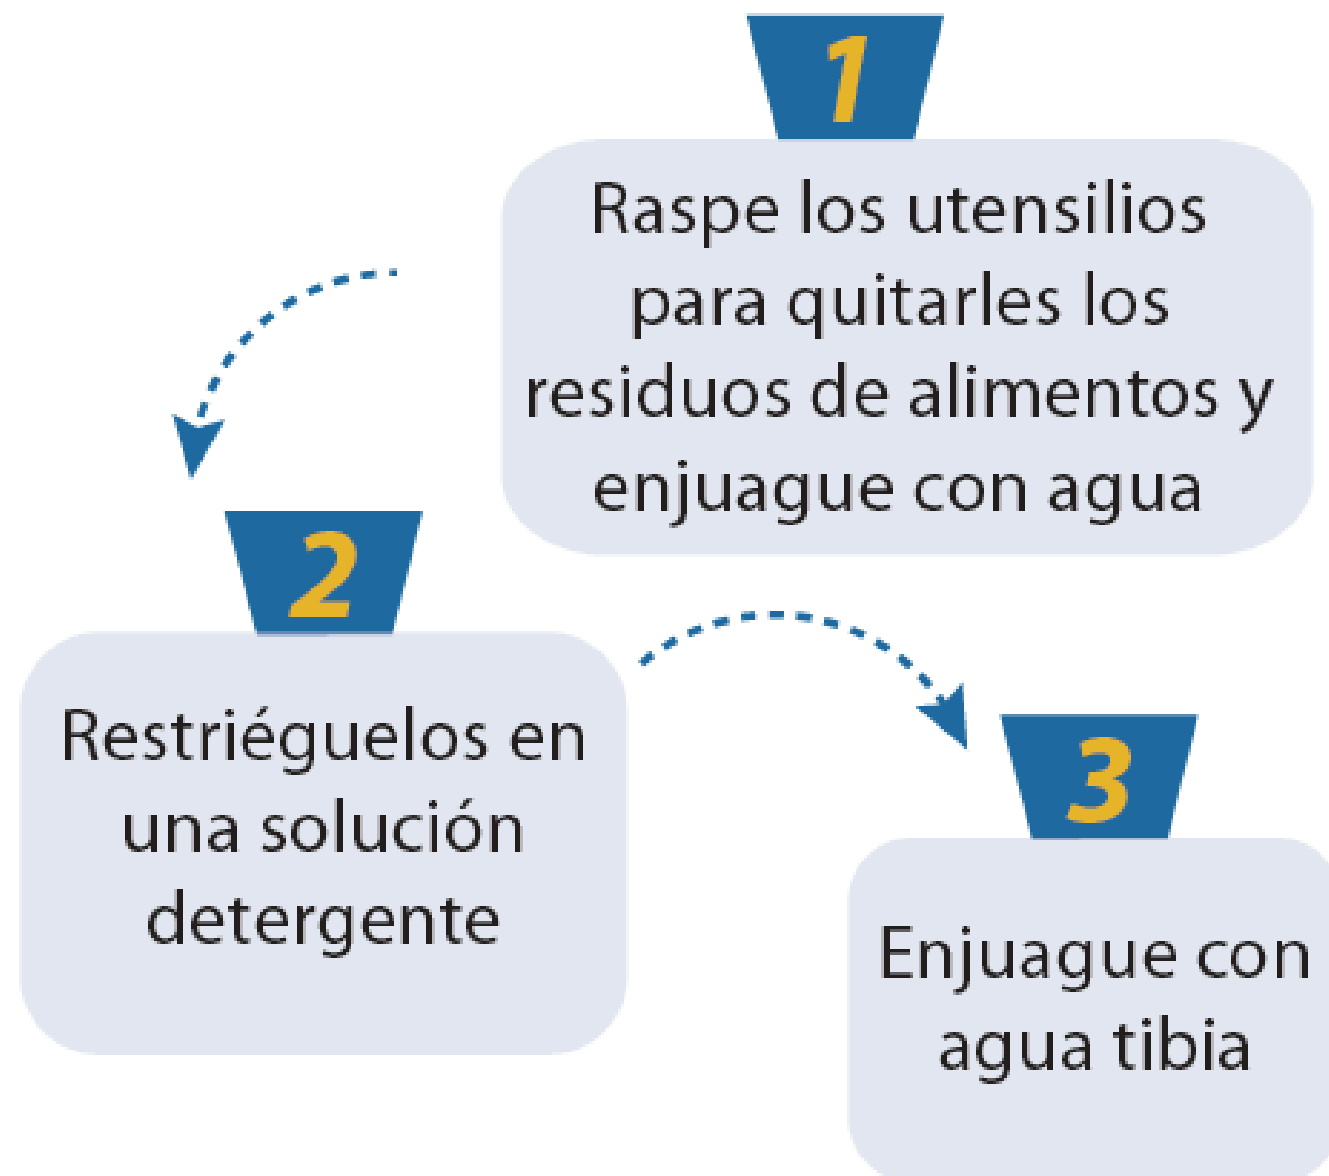 1
Raspe los utensilios
para quitarles los
residuos de alimentos y
enjuague con agua
2
Restriéguelos en
una solución
detergente
3
Enjuague con
agua tibia